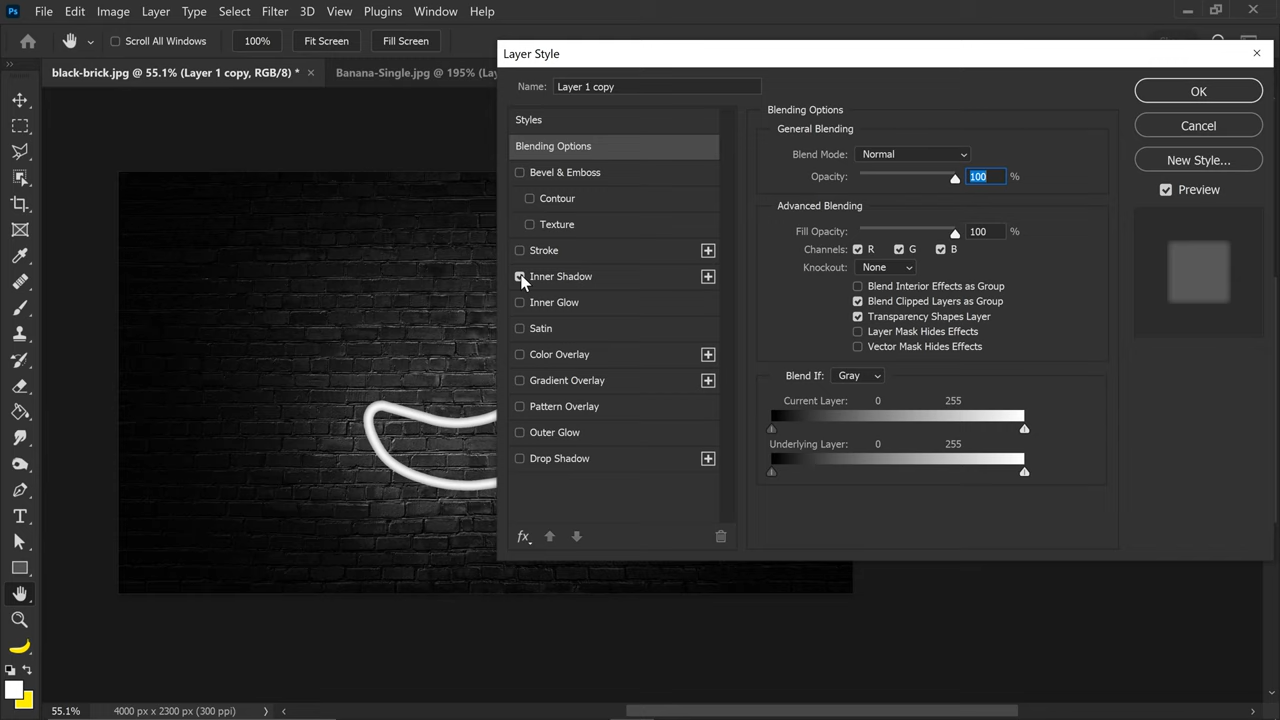 Ps File Edit Image Layer Type Select Filter 3D View Plugins Window Help
Scroll All Windows 100% Fit Screen Fill Screen
black-brick.jpg @ 55.1% (Layer 1 copy, RGB/8) * × Banana-Single.jpg @ 195% (La
Layer Style
Name: Layer 1 copy
Styles
Blending Options
Bevel & Emboss
Contour
Texture
Stroke
Inner Shadow
Inner Glow
Satin
Color Overlay
Gradient Overlay
Pattern Overlay
Outer Glow
Drop Shadow
fx
Blending Options
General Blending
Blend Mode: Normal
Opacity: 100 %
Advanced Blending
Fill Opacity: 100 %
Channels: R G B
Knockout: None
Blend Interior Effects as Group
Blend Clipped Layers as Group
Transparency Shapes Layer
Layer Mask Hides Effects
Vector Mask Hides Effects
Blend If: Gray
Current Layer: 0 255
Underlying Layer: 0 255
OK
Cancel
New Style...
Preview
55.1% 4000 px x 2300 px (300 ppi)